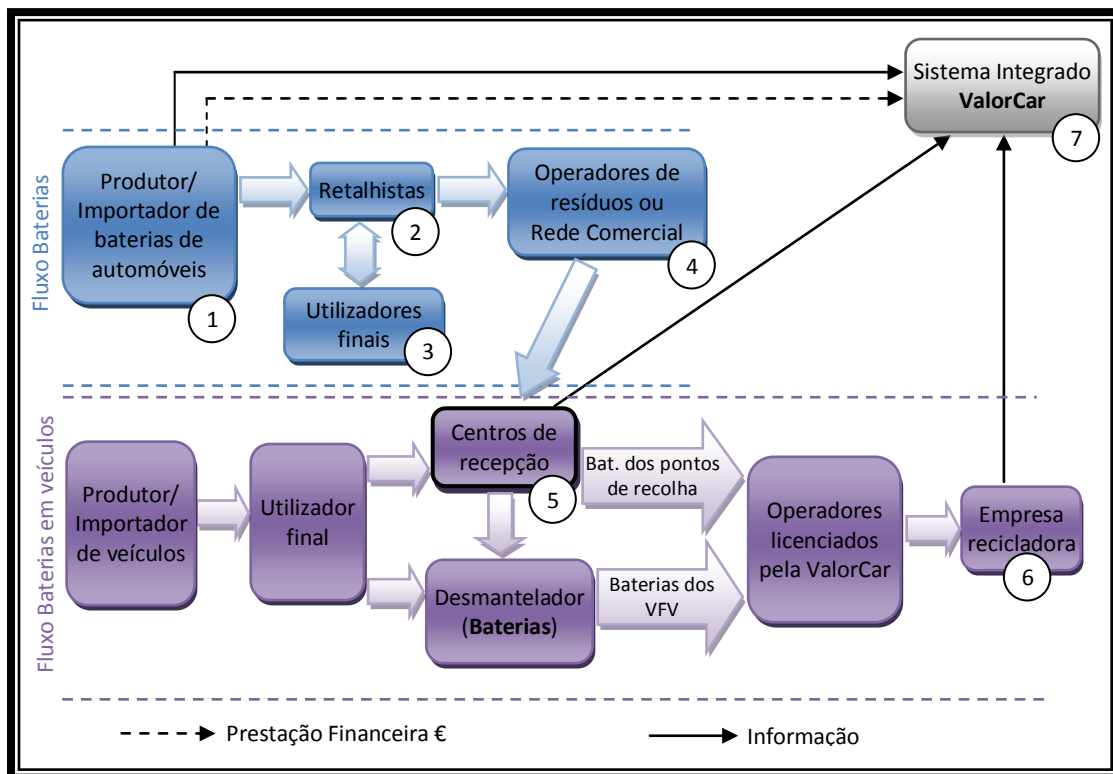 Sistema Integrado
ValorCar
7
Fluxo Baterias
Produtor/
Importador de
baterias de
automóveis
1
Retalhistas
2
Operadores de
resíduos ou
Rede Comercial
4
Utilizadores
finais
3
Fluxo Baterias em veículos
Produtor/
Importador
de veículos
Utilizador
final
Centros de
recepção
5
Bat. dos pontos
de recolha
Desmantelador
(Baterias)
Baterias dos
VFV
Operadores
licenciados
pela ValorCar
Empresa
recicladora
6
Prestação Financeira €
Informação